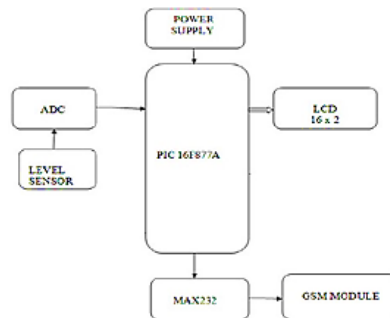 POWER
SUPPLY
ADC
LCD
16 x 2
PIC 16F877A
LEVEL
SENSOR
MAX232
GSM MODULE